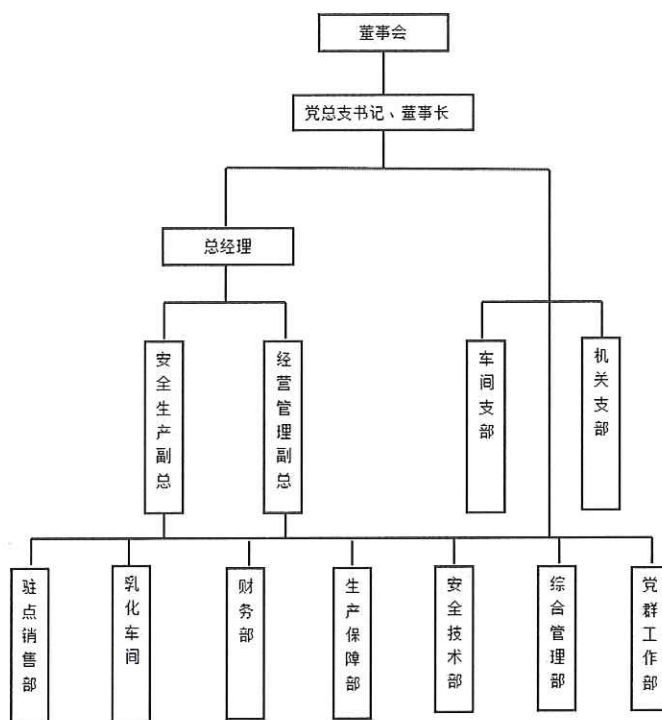 董事会
党总支书记、董事长
总经理
安全生产副总
经营管理副总
车间支部
机关支部
驻点销售部
乳化车间
财务部
生产保障部
安全技术部
综合管理部
党群工作部